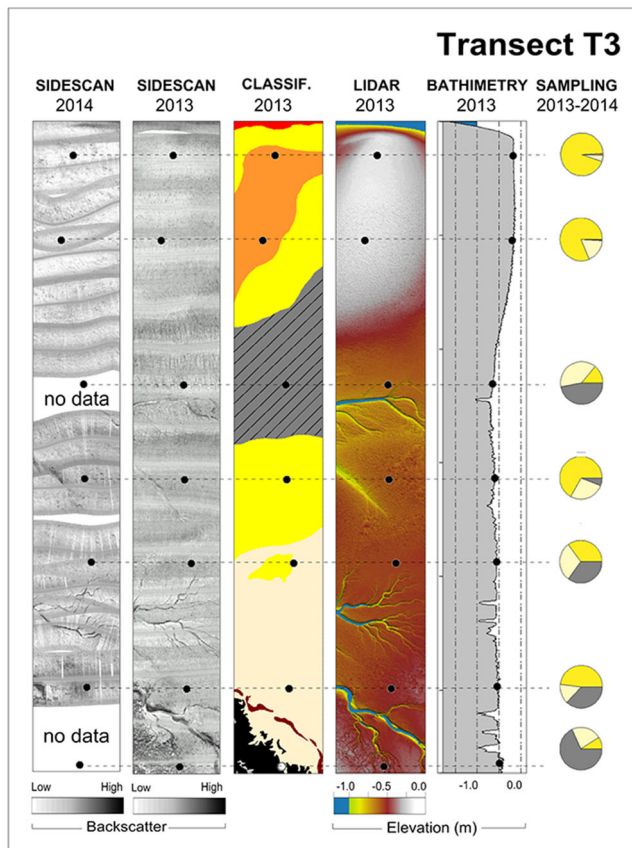 Transect T3
SIDESCAN SIDESCAN CLASSIF. LIDAR BATHIMETRY SAMPLING
2014 2013 2013 2013 2013 2013-2014
no data
no data
Low High Low High -1.0 -0.5 0.0 -1.0 0.0
Backscatter Elevation (m)